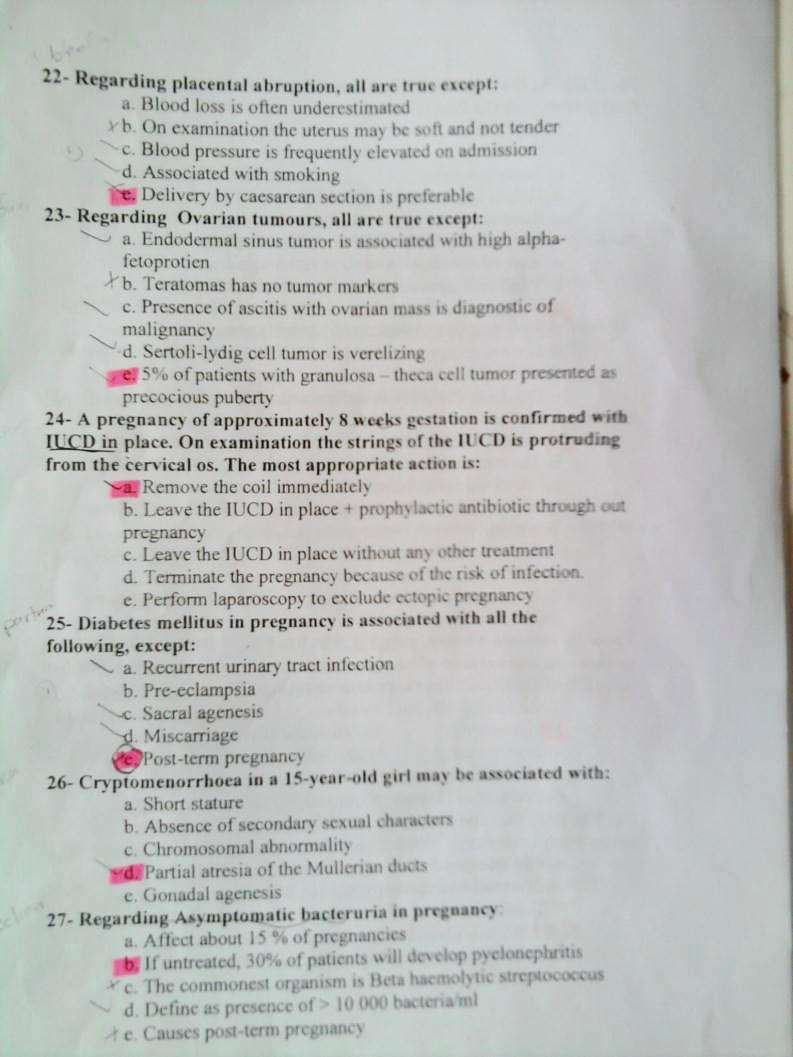 22- Regarding placental abruption, all are true except:
a. Blood loss is often underestimated
b. On examination the uterus may be soft and not tender
c. Blood pressure is frequently elevated on admission
d. Associated with smoking
e. Delivery by caesarean section is preferable
23- Regarding Ovarian tumours, all are true except:
a. Endodermal sinus tumor is associated with high alpha-
fetoprotien
b. Teratomas has no tumor markers
c. Presence of ascitis with ovarian mass is diagnostic of
malignancy
d. Sertoli-lydig cell tumor is verelizing
e. 5% of patients with granulosa – theca cell tumor presented as
precocious puberty
24- A pregnancy of approximately 8 weeks gestation is confirmed with
IUCD in place. On examination the strings of the IUCD is protruding
from the cervical os. The most appropriate action is:
a. Remove the coil immediately
b. Leave the IUCD in place + prophylactic antibiotic through out
pregnancy
c. Leave the IUCD in place without any other treatment
d. Terminate the pregnancy because of the risk of infection.
e. Perform laparoscopy to exclude ectopic pregnancy
25- Diabetes mellitus in pregnancy is associated with all the
following, except:
a. Recurrent urinary tract infection
b. Pre-eclampsia
c. Sacral agenesis
d. Miscarriage
e. Post-term pregnancy
26- Cryptomenorrhoea in a 15-year-old girl may be associated with:
a. Short stature
b. Absence of secondary sexual characters
c. Chromosomal abnormality
d. Partial atresia of the Mullerian ducts
e. Gonadal agenesis
27- Regarding Asymptomatic bacteruria in pregnancy:
a. Affect about 15 % of pregnancies
b. If untreated, 30% of patients will develop pyelonephritis
c. The commonest organism is Beta haemolytic streptococcus
d. Define as presence of > 10 000 bacteria/ml
e. Causes post-term pregnancy